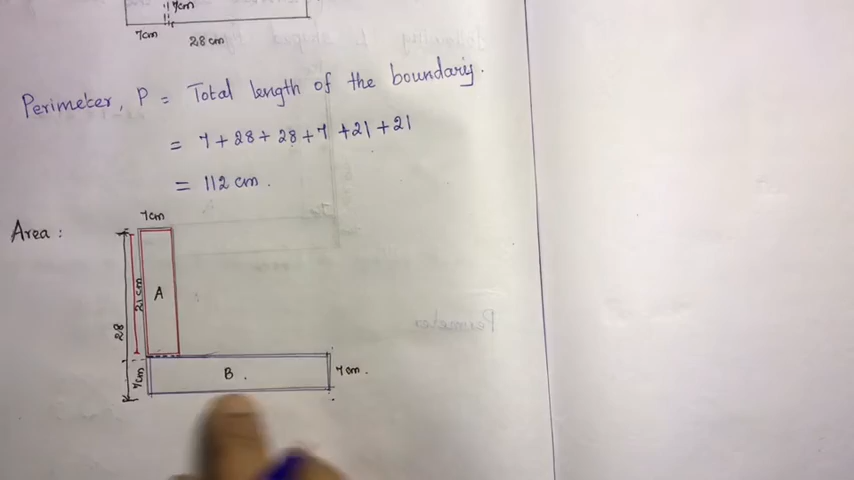 7cm
7cm
28 cm
Perimeter, P = Total length of the boundary.
= 7 + 28 + 28 + 7 + 21 + 21
= 112 cm.
Area :
7cm
21 cm
A
28
7cm
B .
7cm.
Perimeter